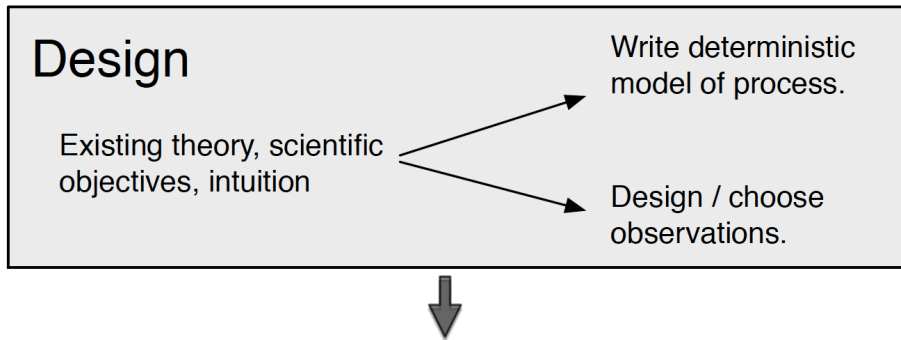 Design
Existing theory, scientific
objectives, intuition
Write deterministic
model of process.
Design / choose
observations.